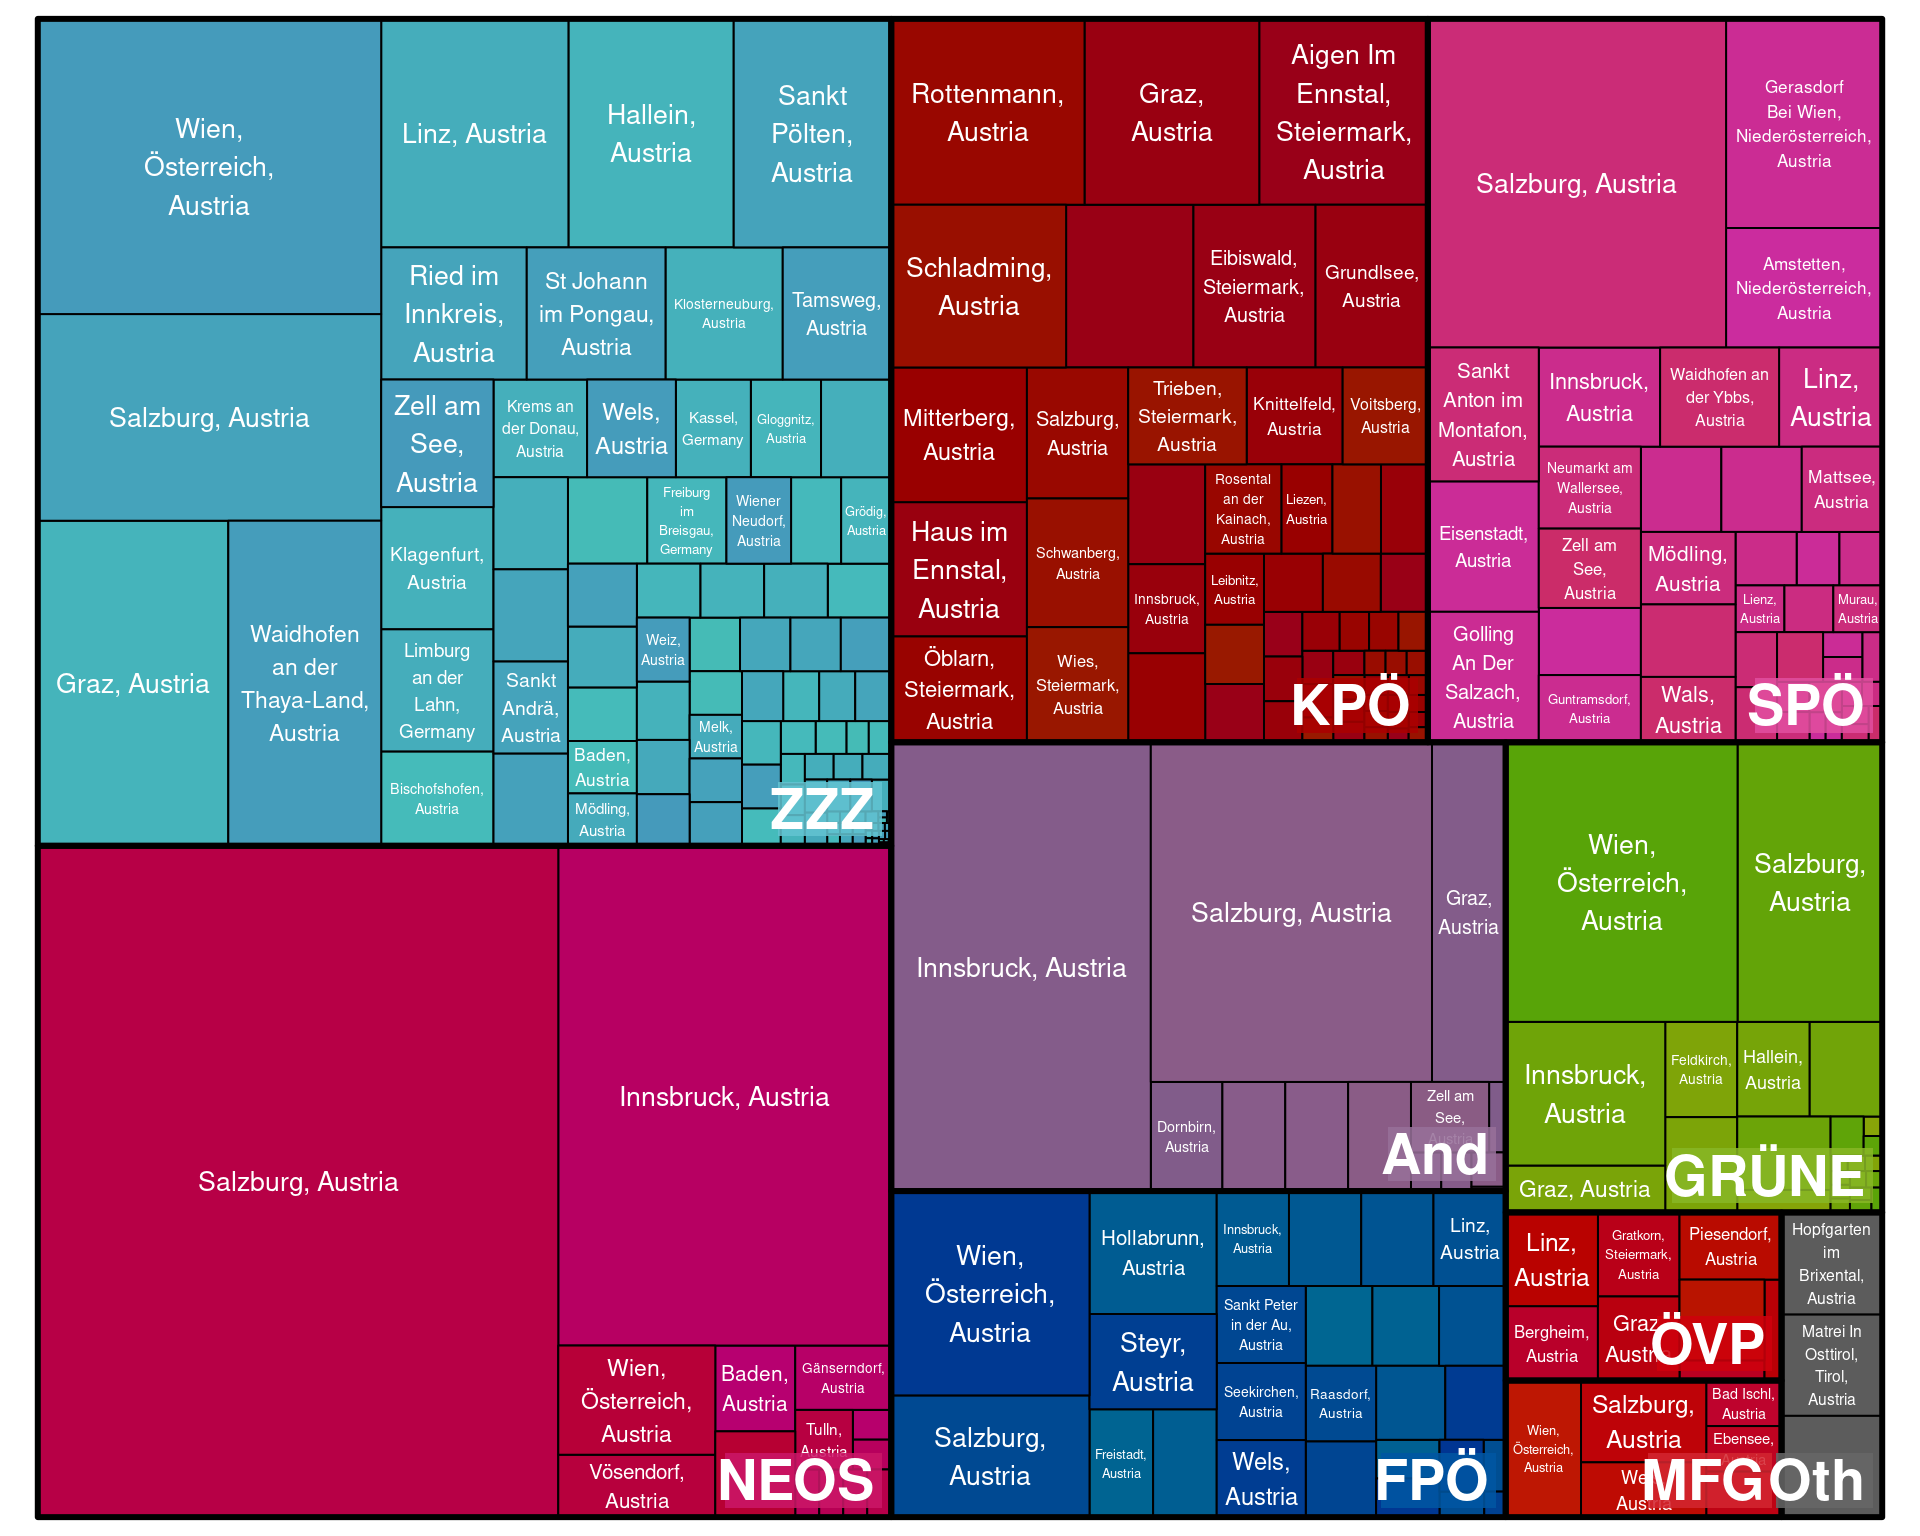 Wien,
Österreich,
Austria
Linz, Austria
Hallein,
Austria
Sankt
Pölten,
Austria
Salzburg, Austria
Graz, Austria
Waidhofen
an der
Thaya-Land,
Austria
Ried im
Innkreis,
Austria
St Johann
im Pongau,
Austria
Klosterneuburg,
Austria
Tamsweg,
Austria
Zell am
See,
Austria
Krems an
der Donau,
Austria
Wels,
Austria
Kassel,
Germany
Gloggnitz,
Austria
Klagenfurt,
Austria
Freiburg
im
Breisgau,
Germany
Wiener
Neudorf,
Austria
Grödig,
Austria
Limburg
an der
Lahn,
Germany
Sankt
Andrä,
Austria
Weiz,
Austria
Melk,
Austria
Bischofshofen,
Austria
Baden,
Austria
Mödling,
Austria
ZZZ
Rottenmann,
Austria
Graz,
Austria
Aigen Im
Ennstal,
Steiermark,
Austria
Schladming,
Austria
Eibiswald,
Steiermark,
Austria
Grundlsee,
Austria
Mitterberg,
Austria
Salzburg,
Austria
Trieben,
Steiermark,
Austria
Knittelfeld,
Austria
Voitsberg,
Austria
Haus im
Ennstal,
Austria
Schwanberg,
Austria
Rosental
an der
Kainach,
Austria
Liezen,
Austria
Innsbruck,
Austria
Leibnitz,
Austria
Öblarn,
Steiermark,
Austria
Wies,
Steiermark,
Austria
KPÖ
Salzburg, Austria
Gerasdorf
Bei Wien,
Niederösterreich,
Austria
Amstetten,
Niederösterreich,
Austria
Sankt
Anton im
Montafon,
Austria
Innsbruck,
Austria
Waidhofen an
der Ybbs,
Austria
Linz,
Austria
Neumarkt am
Wallersee,
Austria
Mattsee,
Austria
Eisenstadt,
Austria
Zell am
See,
Austria
Mödling,
Austria
Lienz,
Austria
Murau,
Austria
Golling
An Der
Salzach,
Austria
Guntramsdorf,
Austria
Wals,
Austria
SPÖ
Salzburg, Austria
Innsbruck, Austria
Wien,
Österreich,
Austria
Baden,
Austria
Gänserndorf,
Austria
Tulln,
Austria
Vösendorf,
Austria
NEOS
Innsbruck, Austria
Salzburg, Austria
Graz,
Austria
Dornbirn,
Austria
Zell am
See,
Austria
And
Wien,
Österreich,
Austria
Salzburg,
Austria
Innsbruck,
Austria
Feldkirch,
Austria
Hallein,
Austria
Graz, Austria
GRÜNE
Wien,
Österreich,
Austria
Hollabrunn,
Austria
Innsbruck,
Austria
Linz,
Austria
Steyr,
Austria
Sankt Peter
in der Au,
Austria
Salzburg,
Austria
Seekirchen,
Austria
Raasdorf,
Austria
Freistadt,
Austria
Wels,
Austria
FPÖ
Linz,
Austria
Gratkorn,
Steiermark,
Austria
Piesendorf,
Austria
Bergheim,
Austria
Graz,
Austria
ÖVP
Wien,
Österreich,
Austria
Salzburg,
Austria
Bad Ischl,
Austria
Ebensee,
Austria
MFG
Hopfgarten
im
Brixental,
Austria
Matrei In
Osttirol,
Tirol,
Austria
Oth